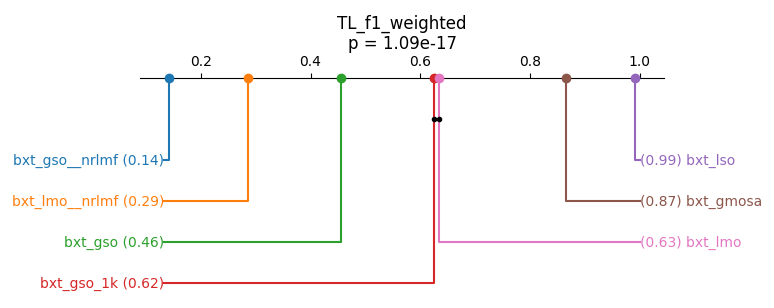 TL_f1_weighted
p = 1.09e-17
0.2 0.4 0.6 0.8 1.0
bxt_gso__nrlmf (0.14) (0.99) bxt_lso
bxt_lmo__nrlmf (0.29) (0.87) bxt_gmosa
bxt_gso (0.46) (0.63) bxt_lmo
bxt_gso_1k (0.62)